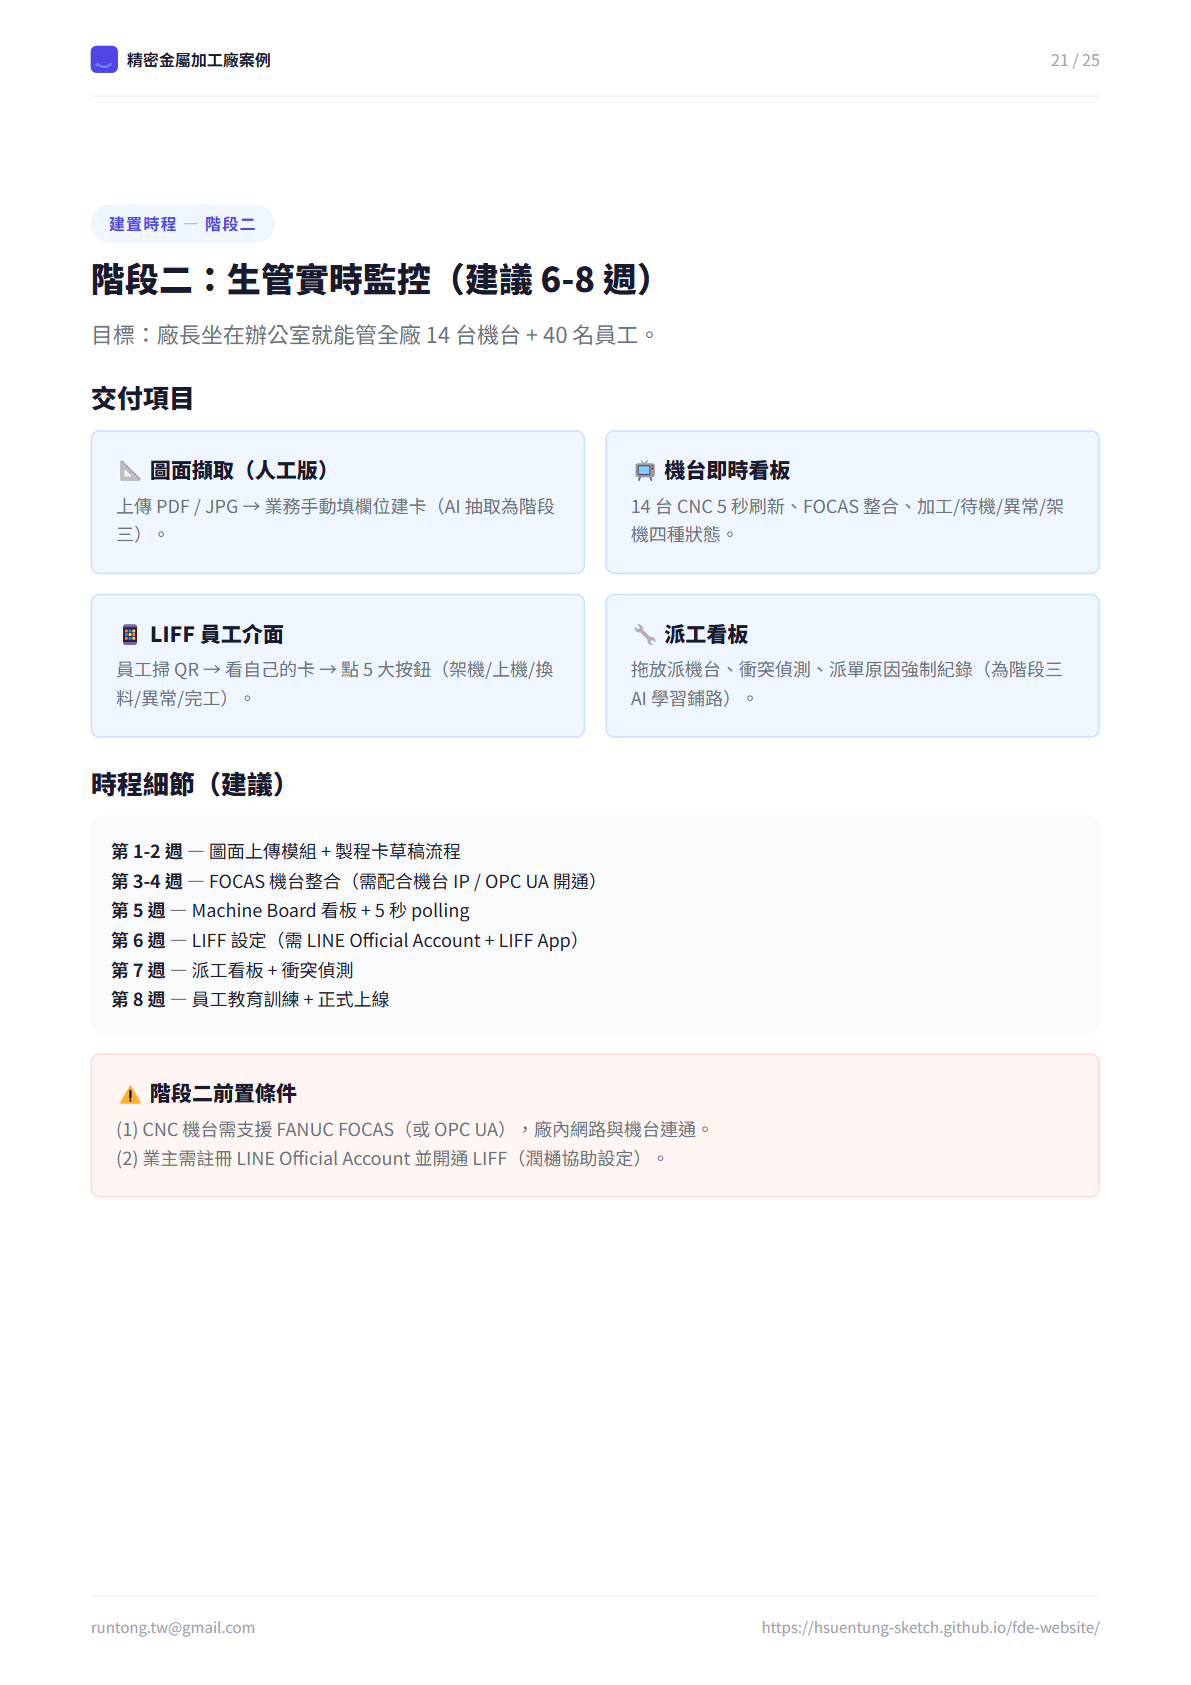 精密金屬加工廠案例
21 / 25
建置時程 — 階段二
階段二：生管實時監控（建議 6-8 週）
目標：廠長坐在辦公室就能管全廠 14 台機台 + 40 名員工。
交付項目
📐 圖面擷取（人工版）
上傳 PDF / JPG → 業務手動填欄位建卡（AI 抽取為階段
三）。
📺 機台即時看板
14 台 CNC 5 秒刷新、FOCAS 整合、加工/待機/異常/架
機四種狀態。
📱 LIFF 員工介面
員工掃 QR → 看自己的卡 → 點 5 大按鈕（架機/上機/換
料/異常/完工）。
🔧 派工看板
拖放派機台、衝突偵測、派單原因強制紀錄（為階段三
AI 學習鋪路）。
時程細節（建議）
第 1-2 週 — 圖面上傳模組 + 製程卡草稿流程
第 3-4 週 — FOCAS 機台整合（需配合機台 IP / OPC UA 開通）
第 5 週 — Machine Board 看板 + 5 秒 polling
第 6 週 — LIFF 設定（需 LINE Official Account + LIFF App）
第 7 週 — 派工看板 + 衝突偵測
第 8 週 — 員工教育訓練 + 正式上線
⚠️ 階段二前置條件
(1) CNC 機台需支援 FANUC FOCAS（或 OPC UA），廠內網路與機台連通。
(2) 業主需註冊 LINE Official Account 並開通 LIFF（潤樋協助設定）。
runtong.tw@gmail.com
https://hsuentung-sketch.github.io/fde-website/